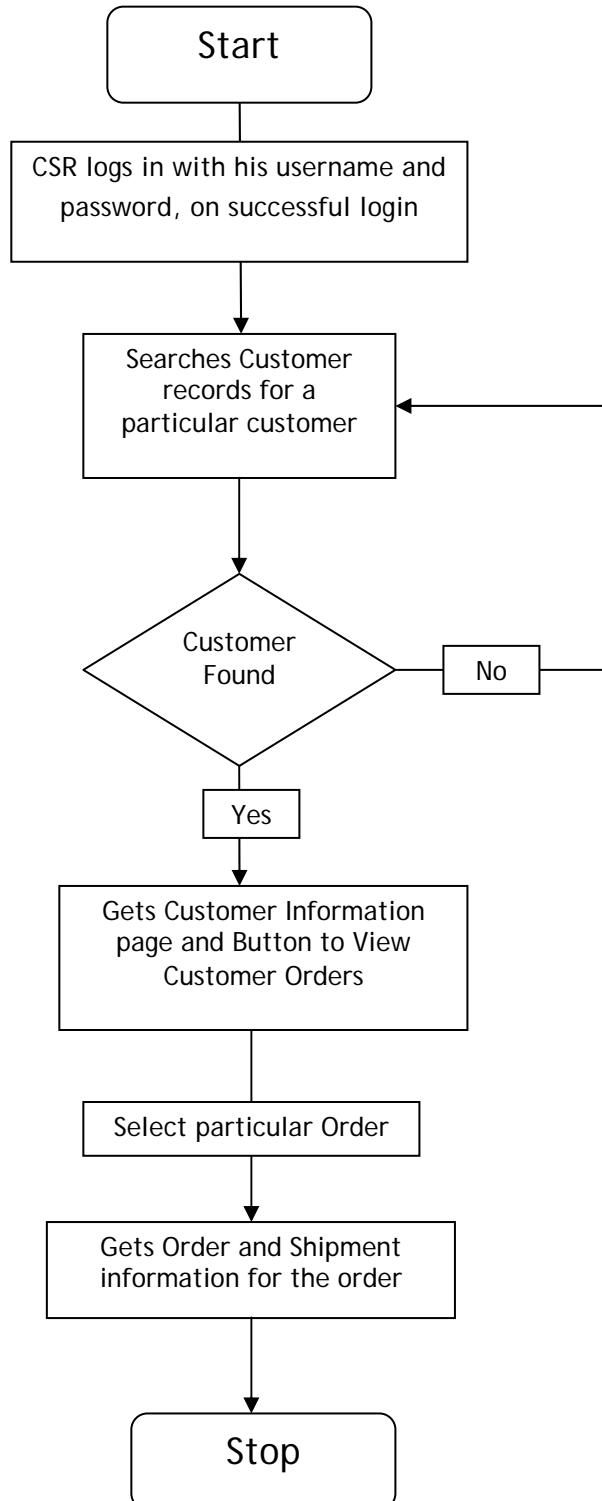 Start
CSR logs in with his username and
password, on successful login
Searches Customer
records for a
particular customer
Customer
Found
No
Yes
Gets Customer Information
page and Button to View
Customer Orders
Select particular Order
Gets Order and Shipment
information for the order
Stop